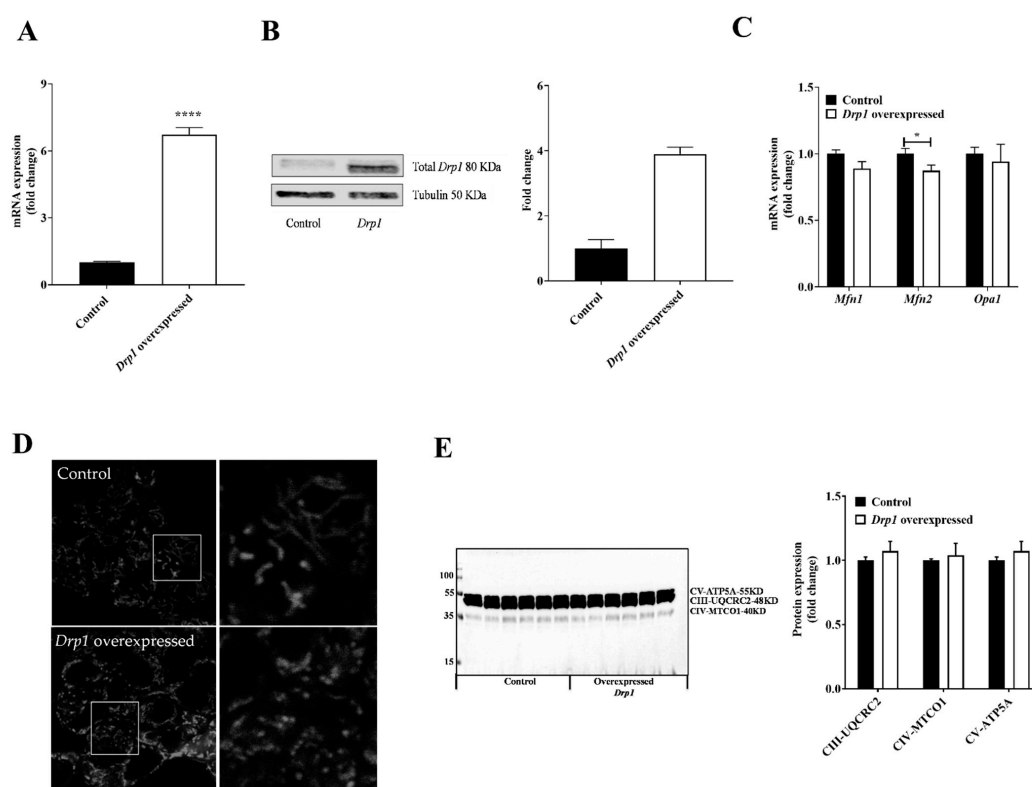 A
mRNA expression
(fold change)
9
6
3
0
****
Control
Drp1 overexpressed
B
Total Drp1 80 KDa
Tubulin 50 KDa
Control
Drp1
Fold change
6
4
2
0
Control
Drp1 overexpressed
C
Control
Drp1 overexpressed
mRNA expression
(fold change)
1.5
1.0
0.5
0.0
*
Mfn1
Mfn2
Opa1
D
Control
Drp1 overexpressed
E
100
55
35
15
CV-ATP5A-55KD
CIII-UQCRC2-48KD
CIV-MTCO1-40KD
Control
Overexpressed
Drp1
Control
Drp1 overexpressed
Protein expression
(fold change)
1.5
1.0
0.5
0.0
CIII-UQCRC2
CIV-MTCO1
CV-ATP5A